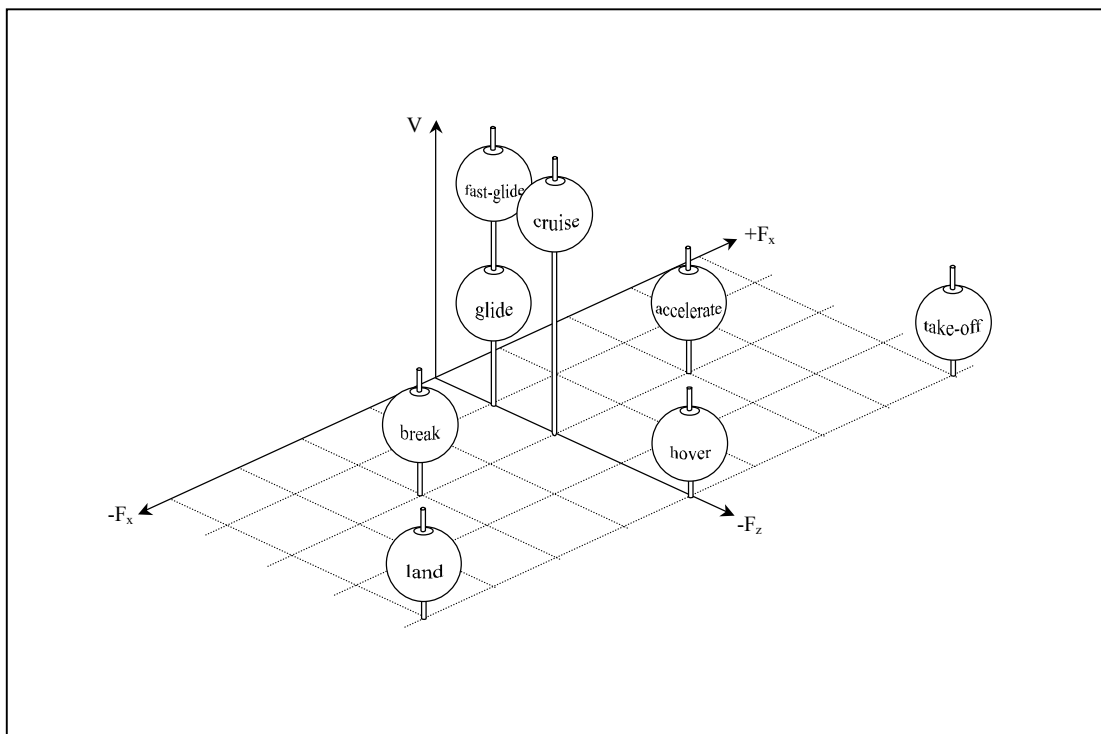 V
fast-glide
cruise
+Fx
glide
accelerate
take-off
break
hover
-Fx
-Fz
land